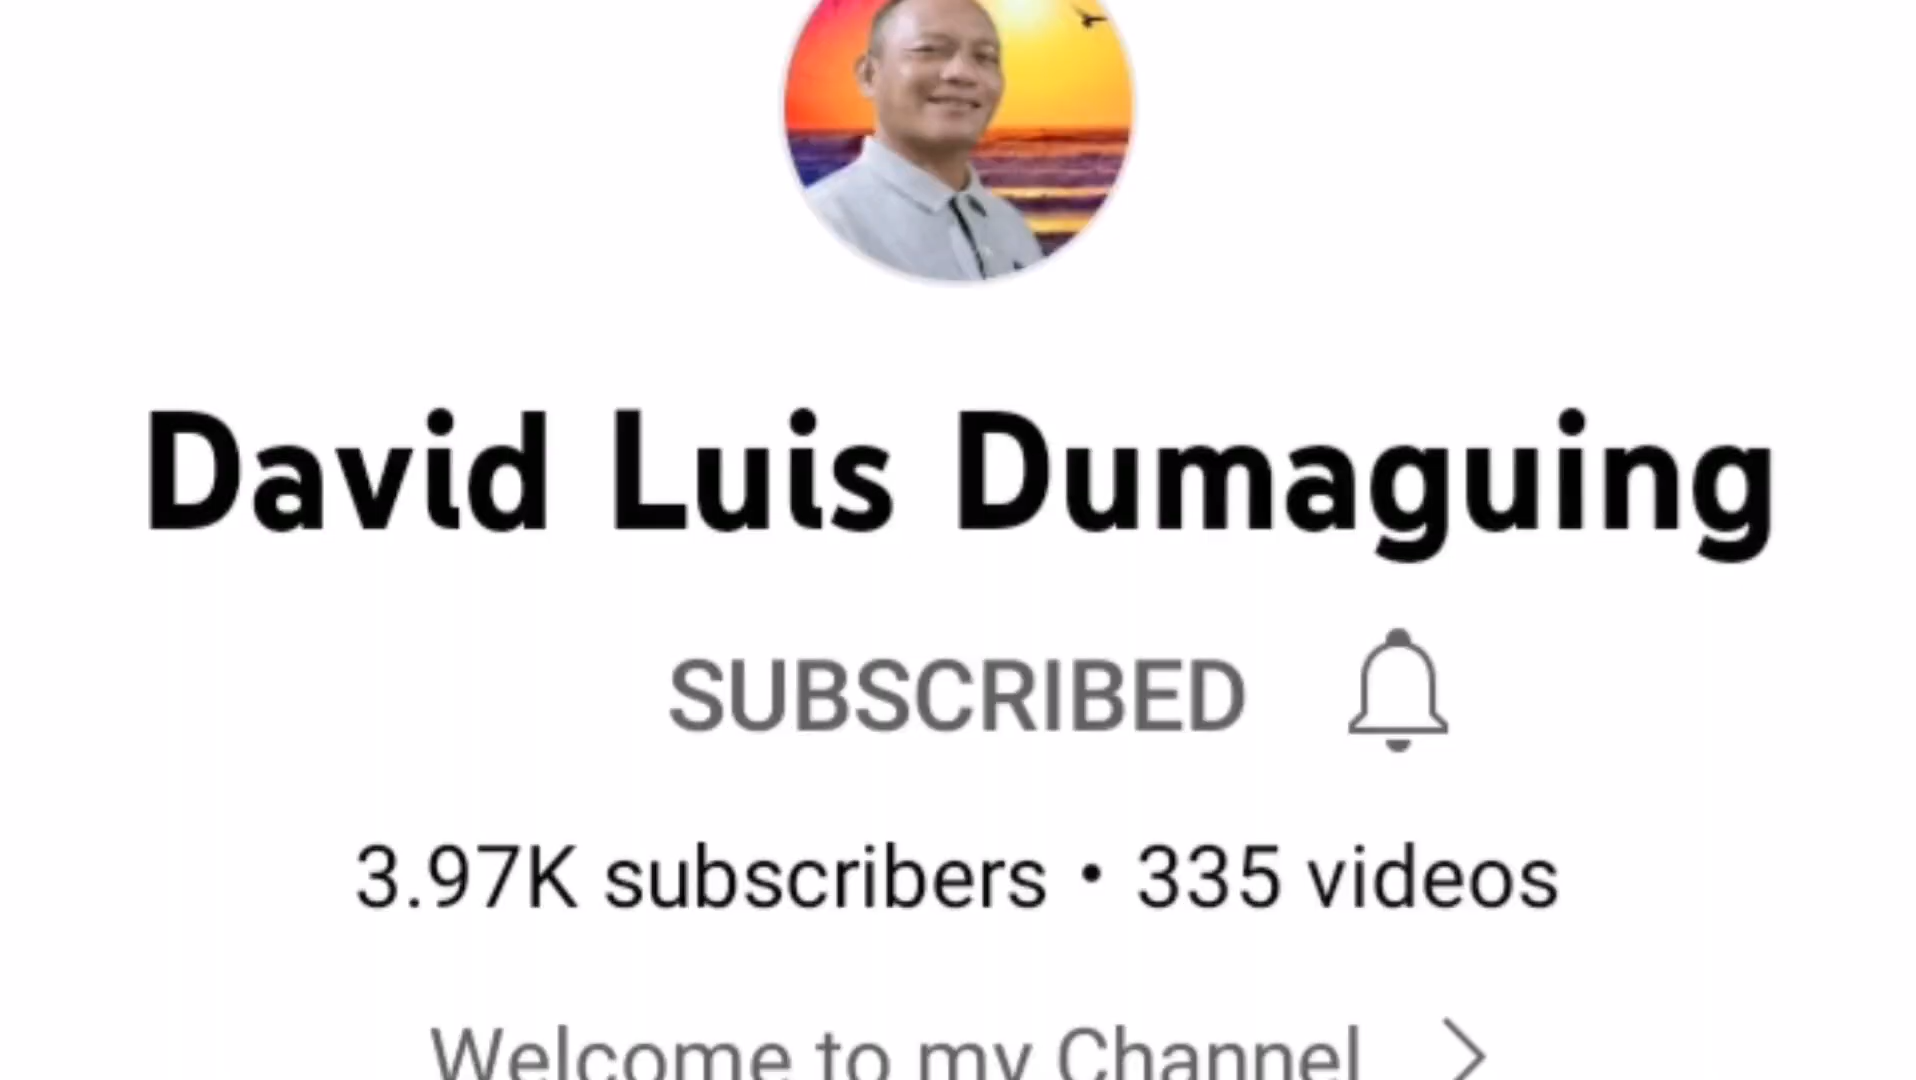 David Luis Dumaguing
SUBSCRIBED
3.97K subscribers • 335 videos
Welcome to my Channel